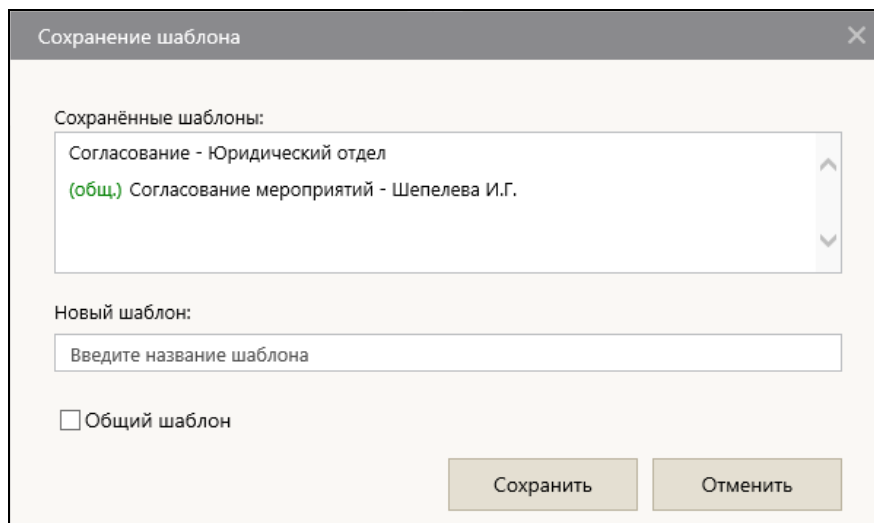 Сохранение шаблона
Сохранённые шаблоны:
Согласование - Юридический отдел
(общ.) Согласование мероприятий - Шепелева И.Г.
Новый шаблон:
Введите название шаблона
Общий шаблон
Сохранить Отменить